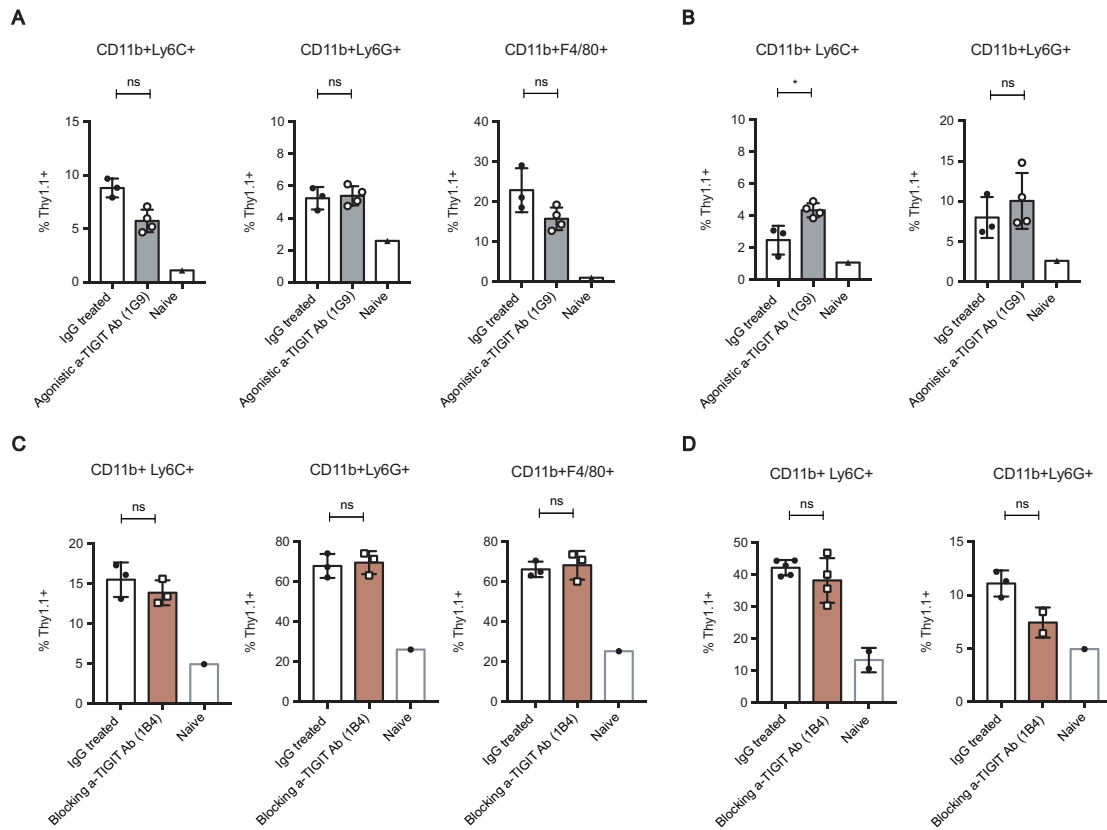 A
CD11b+Ly6C+
ns
% Thy1.1+
15
10
5
0
IgG treated
Agonistic a-TIGIT Ab (1G9)
Naive
CD11b+Ly6G+
ns
% Thy1.1+
10
8
6
4
2
0
IgG treated
Agonistic a-TIGIT Ab (1G9)
Naive
CD11b+F4/80+
ns
% Thy1.1+
40
30
20
10
0
IgG treated
Agonistic a-TIGIT Ab (1G9)
Naive
B
CD11b+ Ly6C+
*
% Thy1.1+
10
8
6
4
2
0
IgG treated
Agonistic a-TIGIT Ab (1G9)
Naive
CD11b+Ly6G+
ns
% Thy1.1+
20
15
10
5
0
IgG treated
Agonistic a-TIGIT Ab (1G9)
Naive
C
CD11b+ Ly6C+
ns
% Thy1.1+
20
15
10
5
0
IgG treated
Blocking a-TIGIT Ab (1B4)
Naive
CD11b+Ly6G+
ns
% Thy1.1+
80
60
40
20
0
IgG treated
Blocking a-TIGIT Ab (1B4)
Naive
CD11b+F4/80+
ns
% Thy1.1+
80
60
40
20
0
IgG treated
Blocking a-TIGIT Ab (1B4)
Naive
D
CD11b+ Ly6C+
ns
% Thy1.1+
50
40
30
20
10
0
IgG treated
Blocking a-TIGIT Ab (1B4)
Naive
CD11b+Ly6G+
ns
% Thy1.1+
15
10
5
0
IgG treated
Blocking a-TIGIT Ab (1B4)
Naive